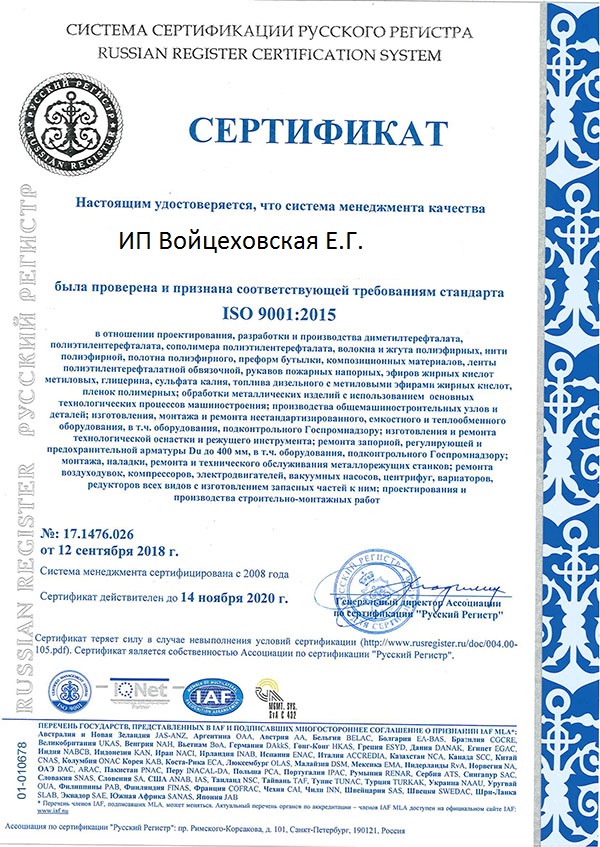 СИСТЕМА СЕРТИФИКАЦИИ РУССКОГО РЕГИСТРА
RUSSIAN REGISTER CERTIFICATION SYSTEM
РУССКИЙ РЕГИСТР
RUSSIAN REGISTER
СЕРТИФИКАТ
Настоящим удостоверяется, что система менеджмента качества
ИП Войцеховская Е.Г.
была проверена и признана соответствующей требованиям стандарта
ISO 9001:2015
в отношении проектирования, разработки и производства диметилтерефталата,
полиэтилентерефталата, сополимера полиэтилентерефталата, волокна и жгута полиэфирных, нити
полиэфирной, полотна полиэфирного, преформ бутылки, композиционных материалов, ленты
полиэтилентерефталатной обвязочной, рукавов пожарных напорных, эфиров жирных кислот
метиловых, глицерина, сульфата калия, топлива дизельного с метиловыми эфирами жирных кислот,
пленок полимерных; обработки металлических изделий с использованием основных
технологических процессов машиностроения; производства общемашиностроительных узлов и
деталей; изготовления, монтажа и ремонта нестандартизированного, емкостного и теплообменного
оборудования, в т.ч. оборудования, подконтрольного Госпромнадзору; изготовления и ремонта
технологической оснастки и режущего инструмента; ремонта запорной, регулирующей и
предохранительной арматуры Du до 400 мм, в т.ч. оборудования, подконтрольного Госпромнадзору;
монтажа, наладки, ремонта и технического обслуживания металлорежущих станков; ремонта
воздуходувок, компрессоров, электродвигателей, вакуумных насосов, центрифуг, варпаторов,
редукторов всех видов с изготовлением запасных частей к ним; проектирования и
производства строительно-монтажных работ
№: 17.1476.026
от 12 сентября 2018 г.
Система менеджмента сертифицирована с 2008 года
Сертификат действителен до 14 ноября 2020 г.
Генеральный директор Ассоциации
по сертификации "Русский Регистр"
Сертификат теряет силу в случае невыполнения условий сертификации (http://www.rusregister.ru/doc/004.00-
105.pdf). Сертификат является собственностью Ассоциации по сертификации "Русский Регистр".
ISO 9001
IQNet
IAF
MGMT. SYS.
RvA C 432
ПЕРЕЧЕНЬ ГОСУДАРСТВ, ПРЕДСТАВЛЕННЫХ В IAF И ПОДПИСАВШИХ МНОГОСТОРОННЕЕ СОГЛАШЕНИЕ О ПРИЗНАНИИ IAF MLA*:
Австралия и Новая Зеландия JAS-ANZ, Аргентина OAA, Австрия AA, Бельгия BELAC, Болгария EA-BAS, Бразилия CGCRE,
Великобритания UKAS, Венгрия NAH, Вьетнам BoA, Германия DAkkS, Гонг-Конг HKAS, Греция ESYD, Дания DANAK, Египет EGAC,
Индия NABCB, Индонезия KAN, Иран NACI, Ирландия INAB, Испания ENAC, Италия ACCREDIA, Казахстан NCA, Канада SCC, Китай
CNAS, Колумбия ONAC Корея KAB, Коста-Рика ECA, Люксембург OLAS, Малайзия DSM, Мексика EMA, Нидерланды RvA, Норвегия NA,
ОАЭ DAC, ARAC, Пакистан PNAC, Перу INACAL-DA, Польша PCA, Португалия IPAC, Румыния RENAR, Сербия ATS, Сингапур SAC,
Словакия SNAS, Словения SA, США ANAB, IAS, Таиланд NSC, Тайвань TAF, Тунис TUNAC, Турция TURKAK, Украина NAAU, Уругвай
OUA, Филиппины PAB, Финляндия FINAS, Франция COFRAC, Чехия CAI, Чили INN, Швейцария SAS, Швеция SWEDAC, Шри-Ланка
SLAB, Эквадор SAE, Южная Африка SANAS, Япония JAB
* Перечень членов IAF, подписавших MLA, может меняться. Актуальный перечень органов по аккредитации – членов IAF MLA доступен на официальном сайте IAF:
www.iaf.nu
Ассоциация по сертификации "Русский Регистр": пр. Римского-Корсакова, д. 101, Санкт-Петербург, 190121, Россия
RUSSIAN REGISTER РУССКИЙ РЕГИСТР
01-010678